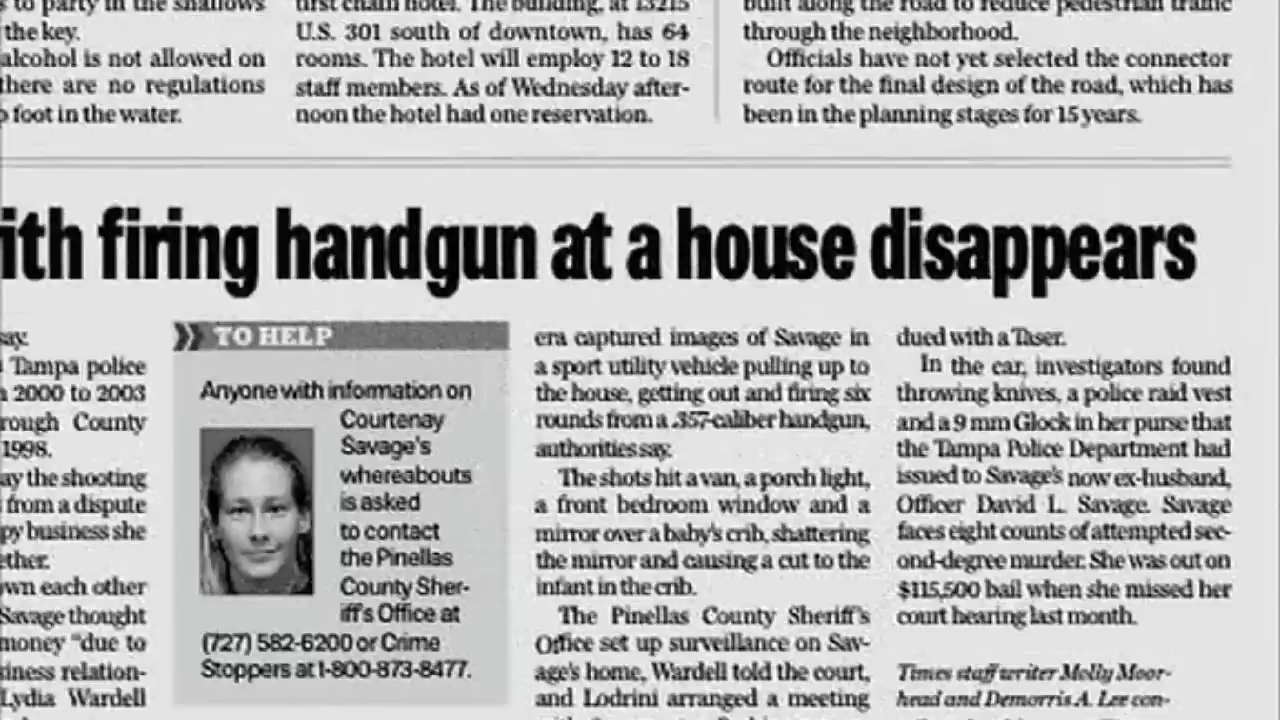 s to party in the shallows
the key.
alcohol is not allowed on
there are no regulations
foot in the water.
first chain hotel. The building, at 13215
U.S. 301 south of downtown, has 64
rooms. The hotel will employ 12 to 18
staff members. As of Wednesday after-
noon the hotel had one reservation.
built along the road to reduce pedestrian traffic
through the neighborhood.
Officials have not yet selected the connector
route for the final design of the road, which has
been in the planning stages for 15 years.
ith firing handgun at a house disappears
say.
Tampa police
2000 to 2003
rough County
1998.
ay the shooting
from a dispute
py business she
ether.
own each other
Savage thought
money "due to
siness relation-
Lydia Wardell
TO HELP
Anyone with information on
Courtenay
Savage's
whereabouts
is asked
to contact
the Pinellas
County Sher-
iff's Office at
(727) 582-6200 or Crime
Stoppers at 1-800-873-8477.
era captured images of Savage in
a sport utility vehicle pulling up to
the house, getting out and firing six
rounds from a .357-caliber handgun,
authorities say.
The shots hit a van, a porch light,
a front bedroom window and a
mirror over a baby's crib, shattering
the mirror and causing a cut to the
infant in the crib.
The Pinellas County Sheriff's
Office set up surveillance on Sav-
age's home, Wardell told the court,
and Lodrini arranged a meeting
dued with a Taser.
In the car, investigators found
throwing knives, a police raid vest
and a 9 mm Glock in her purse that
the Tampa Police Department had
issued to Savage's now ex-husband,
Officer David L. Savage. Savage
faces eight counts of attempted sec-
ond-degree murder. She was out on
$115,500 bail when she missed her
court hearing last month.
Times staff writer Molly Moor-
head and Demorris A. Lee con-